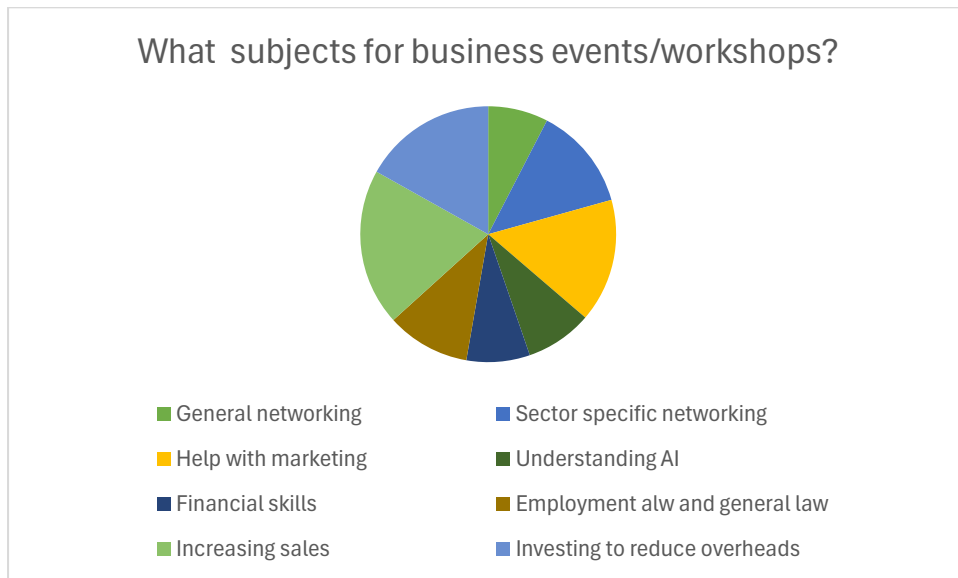 What subjects for business events/workshops?
General networking
Sector specific networking
Help with marketing
Understanding AI
Financial skills
Employment alw and general law
Increasing sales
Investing to reduce overheads